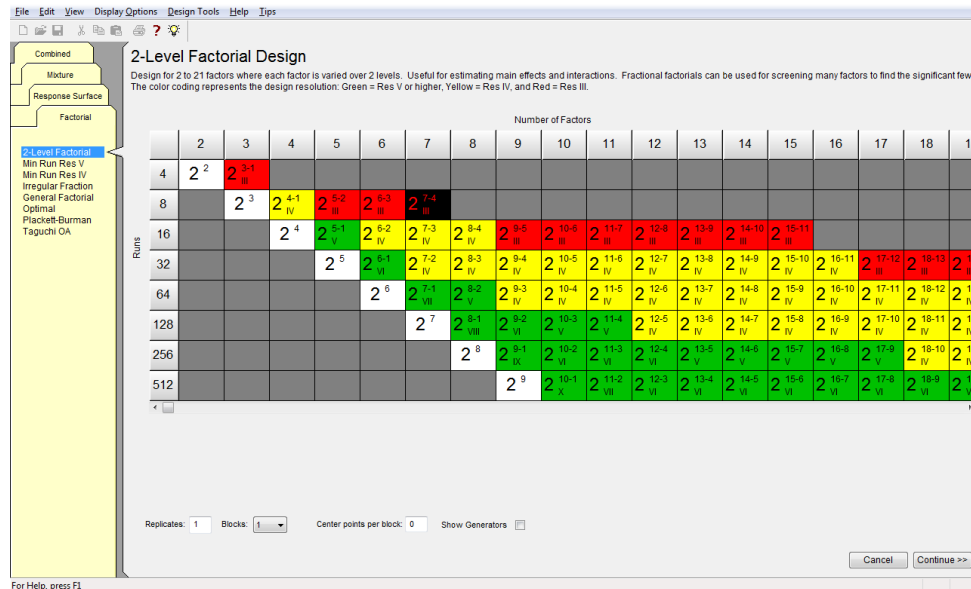 File Edit View Display Options Design Tools Help Tips
Combined
Mixture
Response Surface
Factorial
2-Level Factorial
Min Run Res V
Min Run Res IV
Irregular Fraction
General Factorial
Optimal
Plackett-Burman
Taguchi OA
2-Level Factorial Design
Design for 2 to 21 factors where each factor is varied over 2 levels. Useful for estimating main effects and interactions. Fractional factorials can be used for screening many factors to find the significant few
The color coding represents the design resolution: Green = Res V or higher, Yellow = Res IV, and Red = Res III.
Number of Factors
2 3 4 5 6 7 8 9 10 11 12 13 14 15 16 17 18 1
Runs
4 2 2 2 3-1 III
8 2 3 2 4-1 IV 2 5-2 III 2 6-3 III 2 7-4 III
16 2 4 2 5-1 V 2 6-2 IV 2 7-3 IV 2 8-4 IV 2 9-5 III 2 10-6 III 2 11-7 III 2 12-8 III 2 13-9 III 2 14-10 III 2 15-11 III
32 2 5 2 6-1 VI 2 7-2 IV 2 8-3 IV 2 9-4 IV 2 10-5 IV 2 11-6 IV 2 12-7 IV 2 13-8 IV 2 14-9 IV 2 15-10 IV 2 16-11 IV 2 17-12 III 2 18-13 III 2
64 2 6 2 7-1 VII 2 8-2 V 2 9-3 IV 2 10-4 IV 2 11-5 IV 2 12-6 IV 2 13-7 IV 2 14-8 IV 2 15-9 IV 2 16-10 IV 2 17-11 IV 2 18-12 IV 2
128 2 7 2 8-1 VIII 2 9-2 VI 2 10-3 V 2 11-4 V 2 12-5 IV 2 13-6 IV 2 14-7 IV 2 15-8 IV 2 16-9 IV 2 17-10 IV 2 18-11 IV 2
256 2 8 2 9-1 IX 2 10-2 VI 2 11-3 VI 2 12-4 VI 2 13-5 V 2 14-6 V 2 15-7 V 2 16-8 V 2 17-9 V 2 18-10 IV 2
512 2 9 2 10-1 X 2 11-2 VII 2 12-3 VI 2 13-4 VI 2 14-5 VI 2 15-6 VI 2 16-7 VI 2 17-8 VI 2 18-9 VI 2
Replicates: 1 Blocks: 1 Center points per block: 0 Show Generators
Cancel Continue >>
For Help, press F1